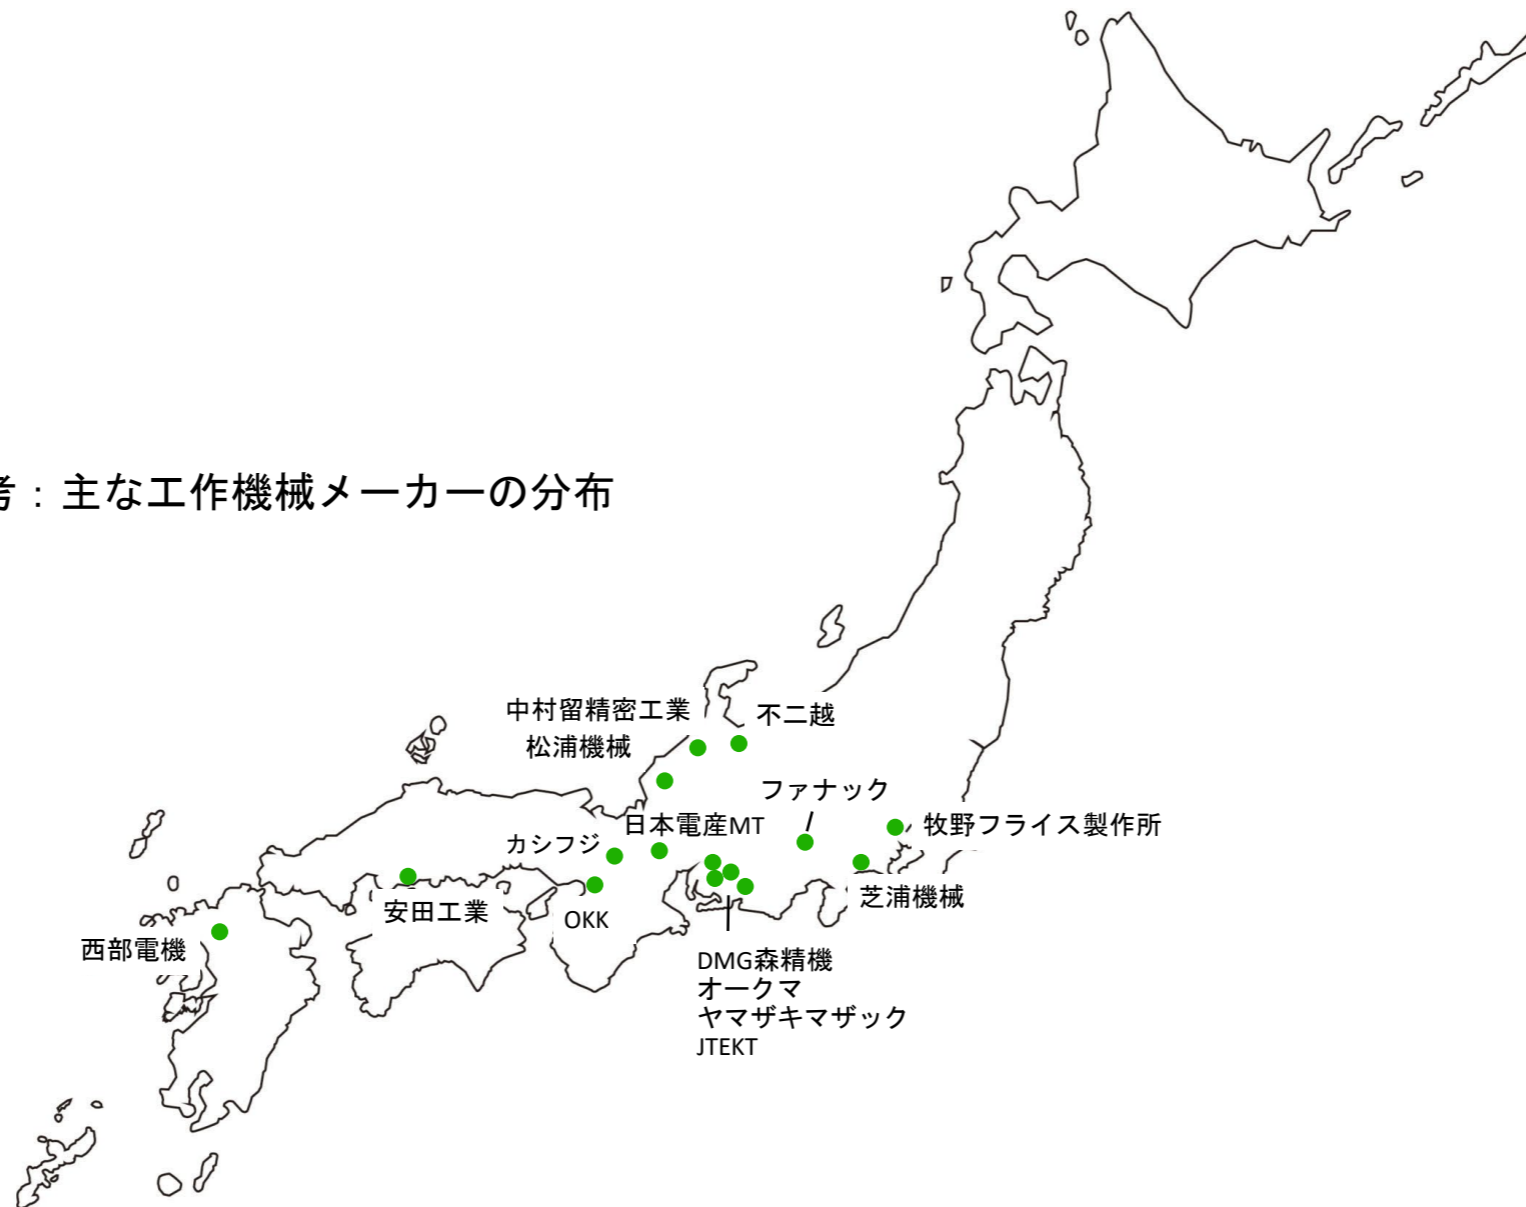 考：主な工作機械メーカーの分布
中村留精密工業
不二越
松浦機械
ファナック
日本電産MT
牧野フライス製作所
カシフジ
芝浦機械
安田工業
OKK
西部電機
DMG森精機
オークマ
ヤマザキマザック
JTEKT